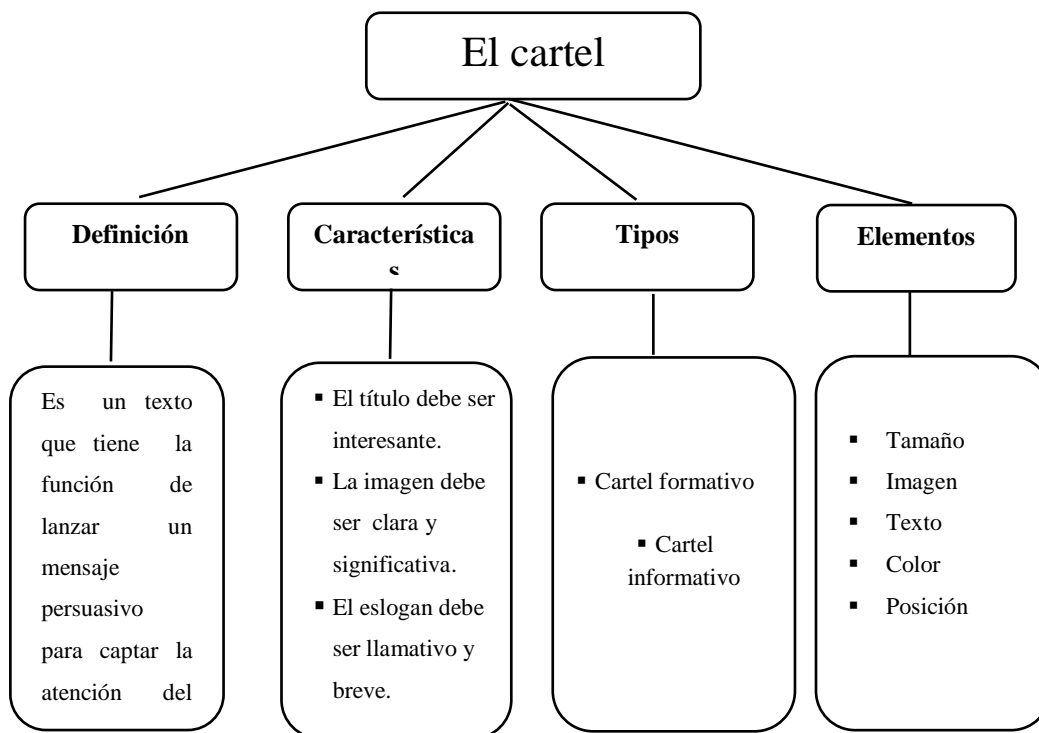 El cartel
Definición
Característica
s
Tipos
Elementos
Es un texto
que tiene la
función de
lanzar un
mensaje
persuasivo
para captar la
atención del
▪ El título debe ser
interesante.
▪ La imagen debe
ser clara y
significativa.
▪ El eslogan debe
ser llamativo y
breve.
▪ Cartel formativo
▪ Cartel
informativo
▪ Tamaño
▪ Imagen
▪ Texto
▪ Color
▪ Posición